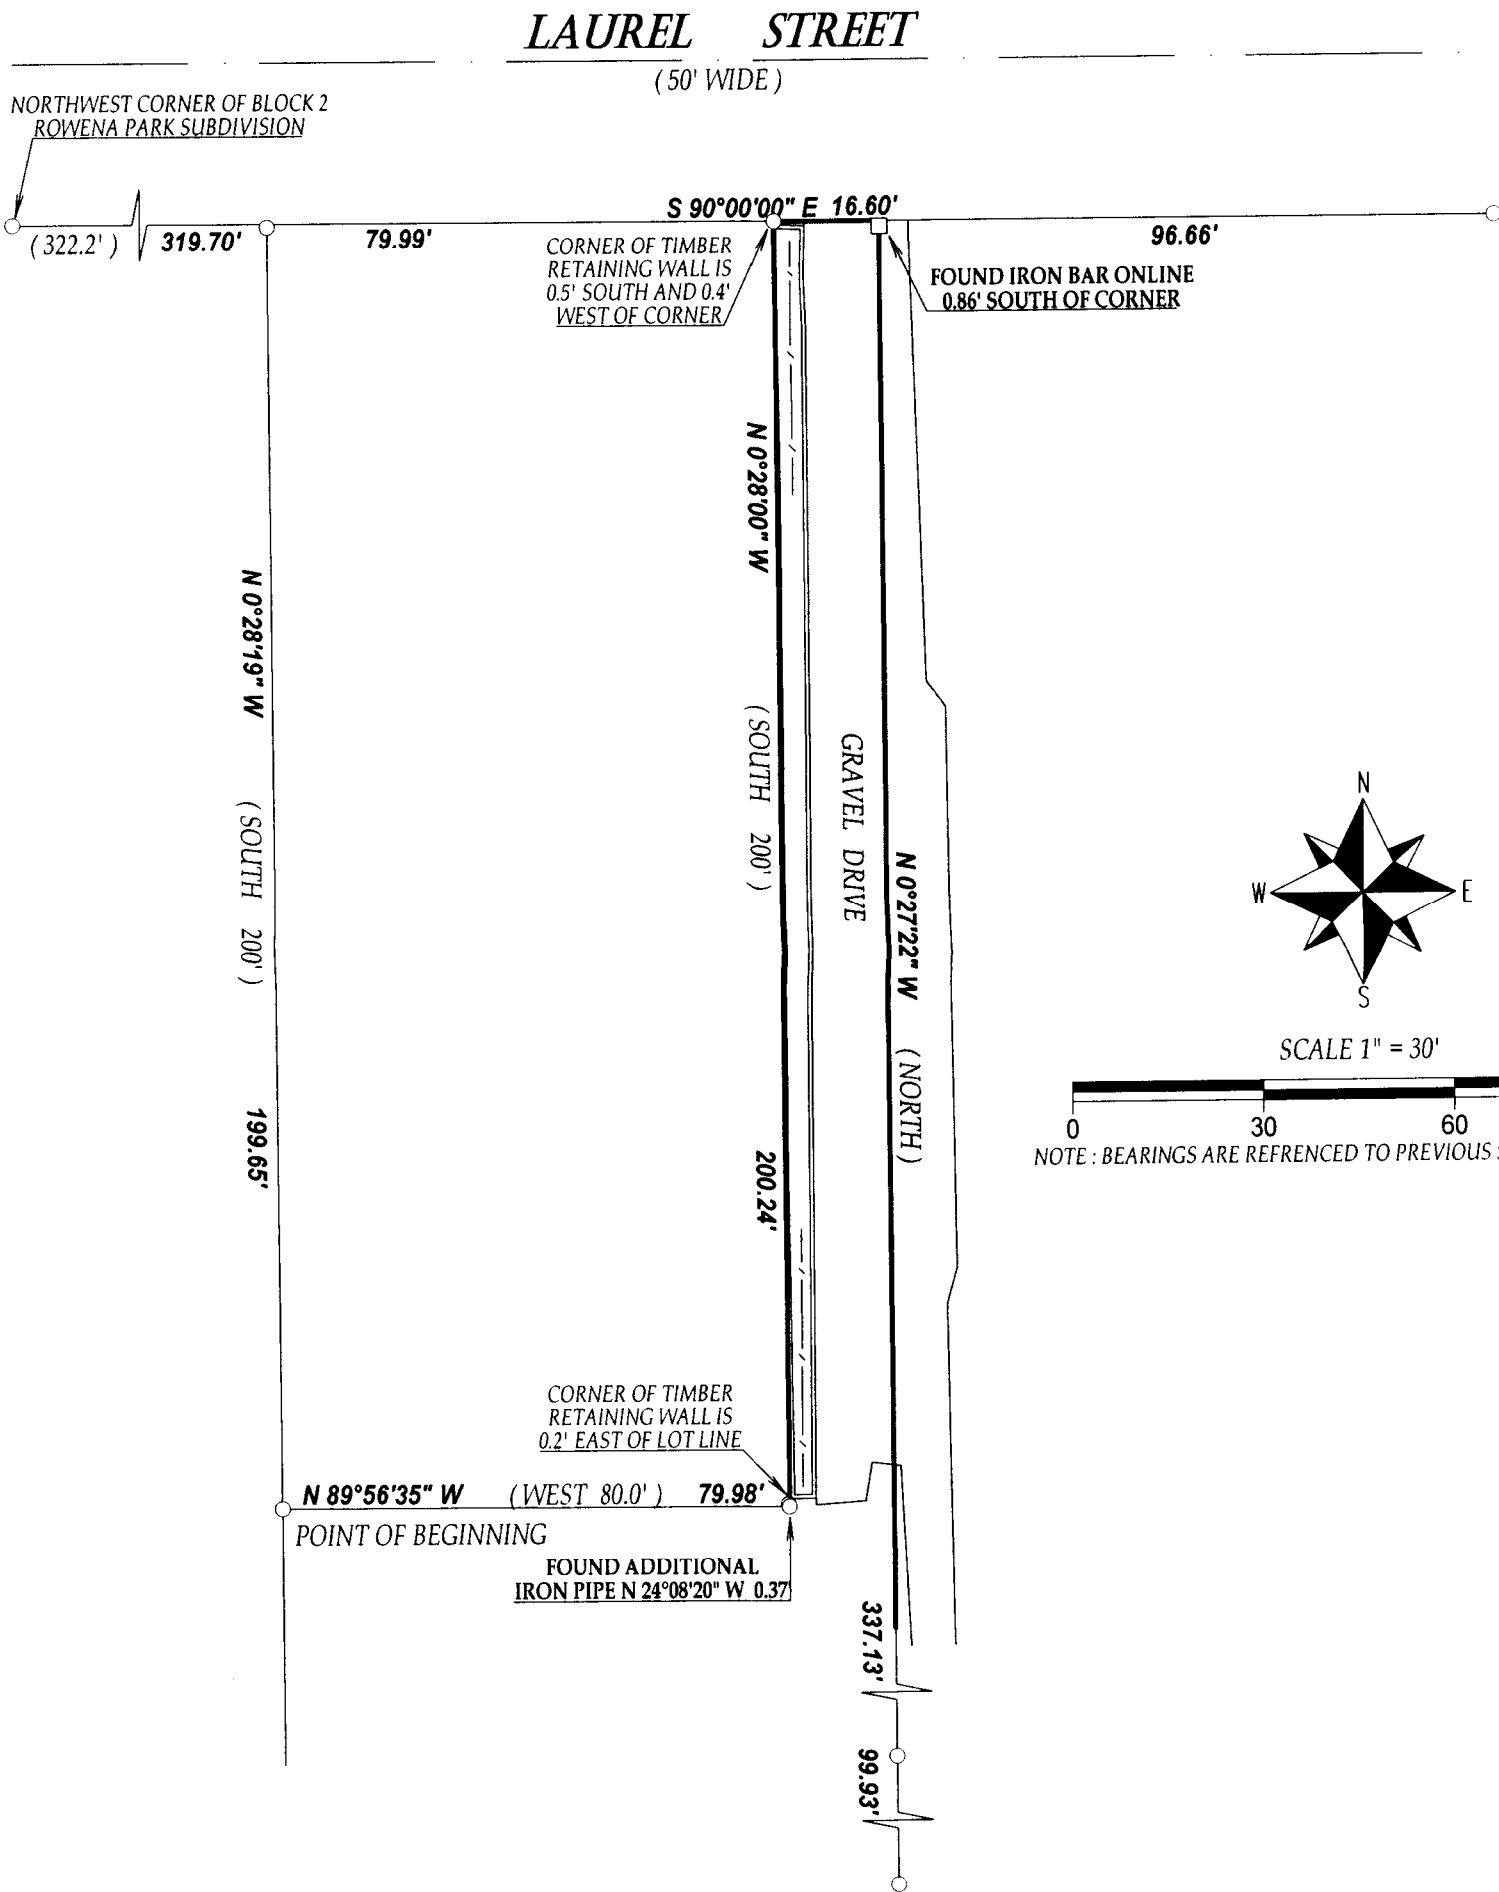 LAUREL STREET
( 50' WIDE )
NORTHWEST CORNER OF BLOCK 2
ROWENA PARK SUBDIVISION
S 90°00'00" E 16.60'
( 322.2' ) 319.70'
79.99'
96.66'
CORNER OF TIMBER
RETAINING WALL IS
0.5' SOUTH AND 0.4'
WEST OF CORNER
FOUND IRON BAR ONLINE
0.86' SOUTH OF CORNER
N 0°28'19" W
( SOUTH 200' )
199.65'
N 0°28'00" W
( SOUTH 200' )
200.24'
GRAVEL DRIVE
N 0°27'22" W
( NORTH )
N
W
E
S
SCALE 1" = 30'
0 30 60
NOTE : BEARINGS ARE REFRENCED TO PREVIOUS
CORNER OF TIMBER
RETAINING WALL IS
0.2' EAST OF LOT LINE
N 89°56'35" W ( WEST 80.0' ) 79.98'
POINT OF BEGINNING
FOUND ADDITIONAL
IRON PIPE N 24°08'20" W 0.37
337.13'
99.93'